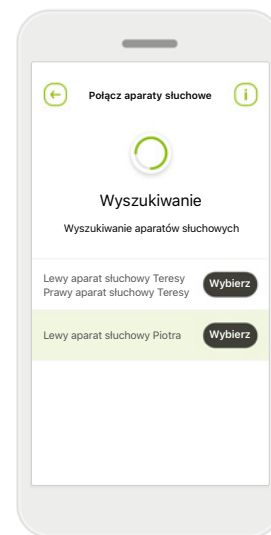 Połącz aparaty słuchowe
i
Wyszukiwanie
Wyszukiwanie aparatów słuchowych
Lewy aparat słuchowy Teresy
Prawy aparat słuchowy Teresy
Wybierz
Lewy aparat słuchowy Piotra
Wybierz